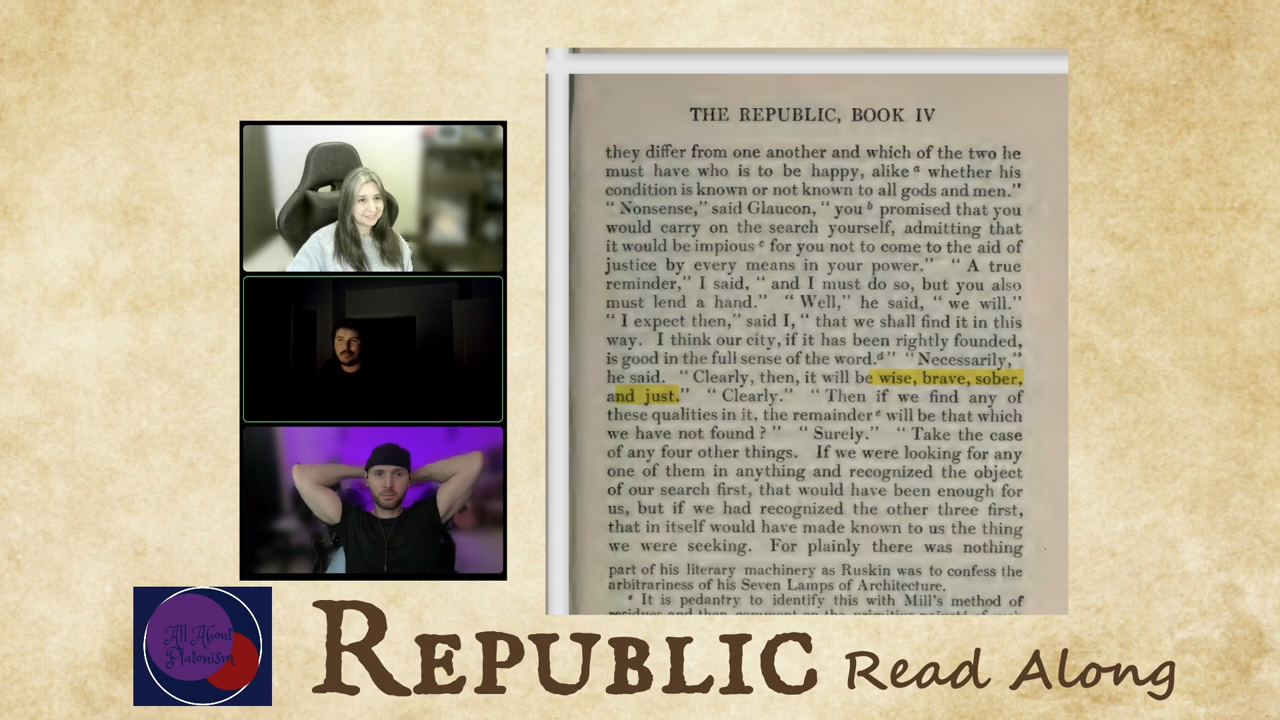 THE REPUBLIC, BOOK IV
they differ from one another and which of the two he
must have who is to be happy, alike ᵃ whether his
condition is known or not known to all gods and men.”
“ Nonsense,” said Glaucon, “ you ᵇ promised that you
would carry on the search yourself, admitting that
it would be impious ᶜ for you not to come to the aid of
justice by every means in your power.” “ A true
reminder,” I said, “ and I must do so, but you also
must lend a hand.” “ Well,” he said, “ we will.”
“ I expect then,” said I, “ that we shall find it in this
way. I think our city, if it has been rightly founded,
is good in the full sense of the word.ᵈ ” “ Necessarily,”
he said. “ Clearly, then, it will be wise, brave, sober,
and just.” “ Clearly.” “ Then if we find any of
these qualities in it, the remainder ᵉ will be that which
we have not found ? ” “ Surely.” “ Take the case
of any four other things. If we were looking for any
one of them in anything and recognized the object
of our search first, that would have been enough for
us, but if we had recognized the other three first,
that in itself would have made known to us the thing
we were seeking. For plainly there was nothing
part of his literary machinery as Ruskin was to confess the
arbitrariness of his Seven Lamps of Architecture.
ᵉ It is pedantry to identify this with Mill’s method of
All About
Platonism
REPUBLIC Read Along